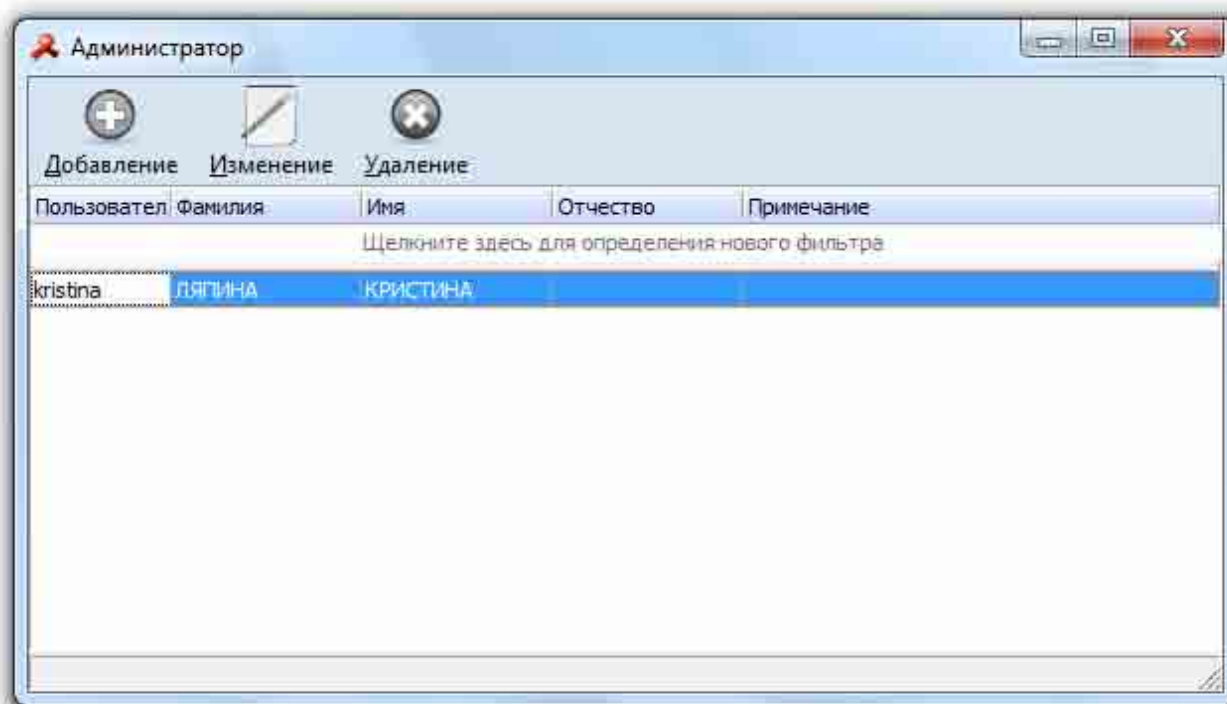 Администратор
Добавление Изменение Удаление
Пользовател Фамилия Имя Отчество Примечание
Щелкните здесь для определения нового фильтра
kristina ЛЯПИНА КРИСТИНА